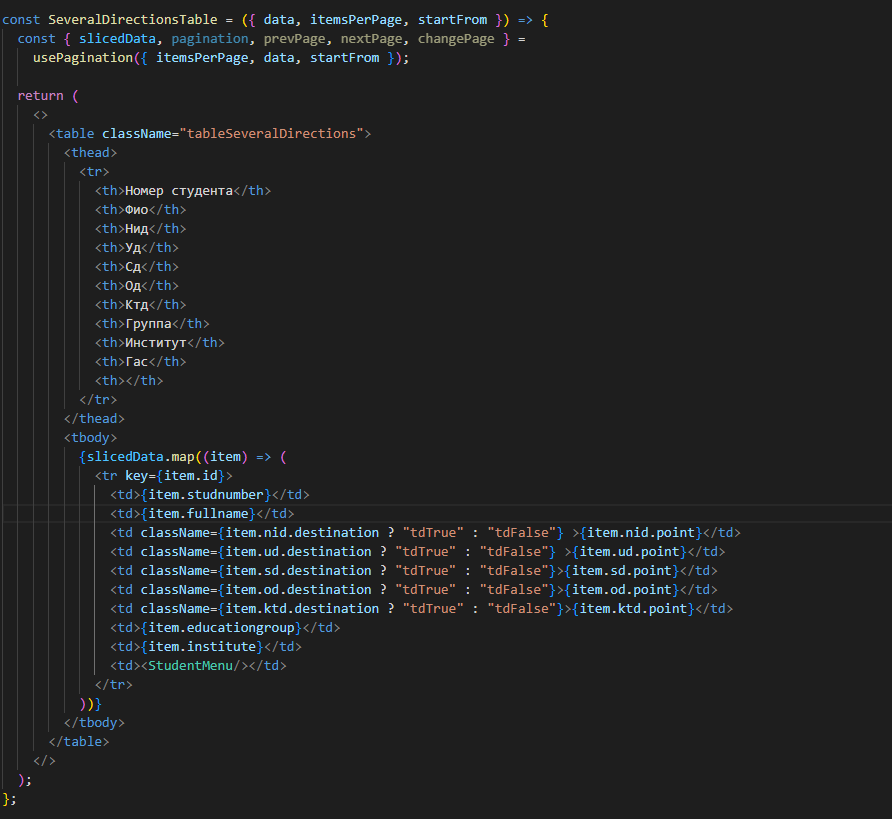 const SeveralDirectionsTable = ({ data, itemsPerPage, startFrom }) => {
  const { slicedData, pagination, prevPage, nextPage, changePage } =
    usePagination({ itemsPerPage, data, startFrom });

  return (
    <>
      <table className="tableSeveralDirections">
        <thead>
          <tr>
            <th>Номер студента</th>
            <th>Фио</th>
            <th>Нид</th>
            <th>Уд</th>
            <th>Сд</th>
            <th>Од</th>
            <th>Ктд</th>
            <th>Группа</th>
            <th>Институт</th>
            <th>Гас</th>
            <th></th>
          </tr>
        </thead>
        <tbody>
          {slicedData.map((item) => (
            <tr key={item.id}>
              <td>{item.studnumber}</td>
              <td>{item.fullname}</td>
              <td className={item.nid.destination ? "tdTrue" : "tdFalse"} >{item.nid.point}</td>
              <td className={item.ud.destination ? "tdTrue" : "tdFalse"} >{item.ud.point}</td>
              <td className={item.sd.destination ? "tdTrue" : "tdFalse"}>{item.sd.point}</td>
              <td className={item.od.destination ? "tdTrue" : "tdFalse"}>{item.od.point}</td>
              <td className={item.ktd.destination ? "tdTrue" : "tdFalse"}>{item.ktd.point}</td>
              <td>{item.educationgroup}</td>
              <td>{item.institute}</td>
              <td><StudentMenu/></td>
            </tr>
          ))}
        </tbody>
      </table>
    </>
  );
};